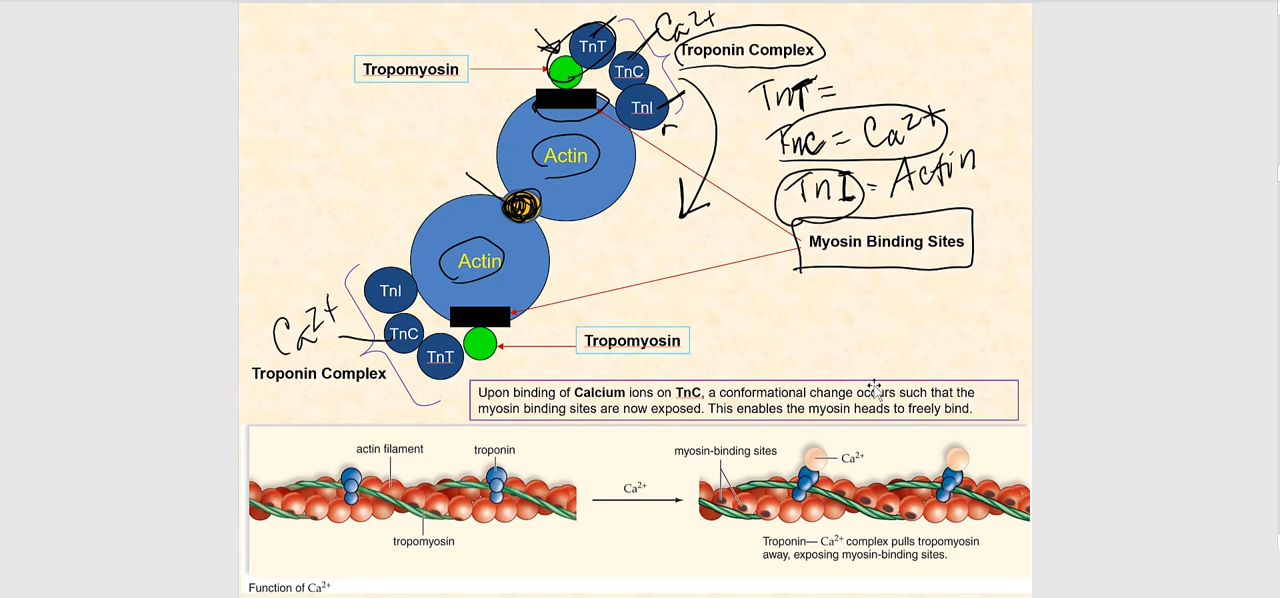 TnT
Ca2+
Tropomyosin
Troponin Complex
TnC
TnI
TnT =
TnC = Ca2+
TnI = Actin
Actin
Myosin Binding Sites
Actin
TnI
Ca2+
TnC
TnT
Tropomyosin
Troponin Complex
Upon binding of Calcium ions on TnC, a conformational change occurs such that the
myosin binding sites are now exposed. This enables the myosin heads to freely bind.
actin filament
troponin
tropomyosin
Ca2+
myosin-binding sites
Ca2+
Troponin— Ca2+ complex pulls tropomyosin
away, exposing myosin-binding sites.
Function of Ca2+